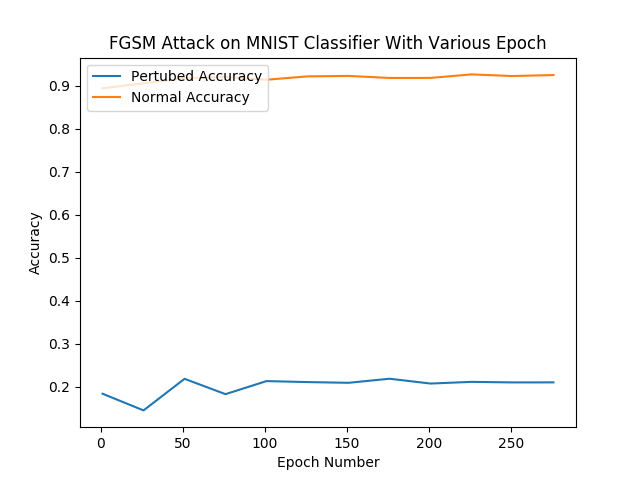 FGSM Attack on MNIST Classifier With Various Epoch
Pertubed Accuracy
Normal Accuracy
0.9
0.8
0.7
0.6
0.5
0.4
0.3
0.2
Accuracy
0 50 100 150 200 250
Epoch Number